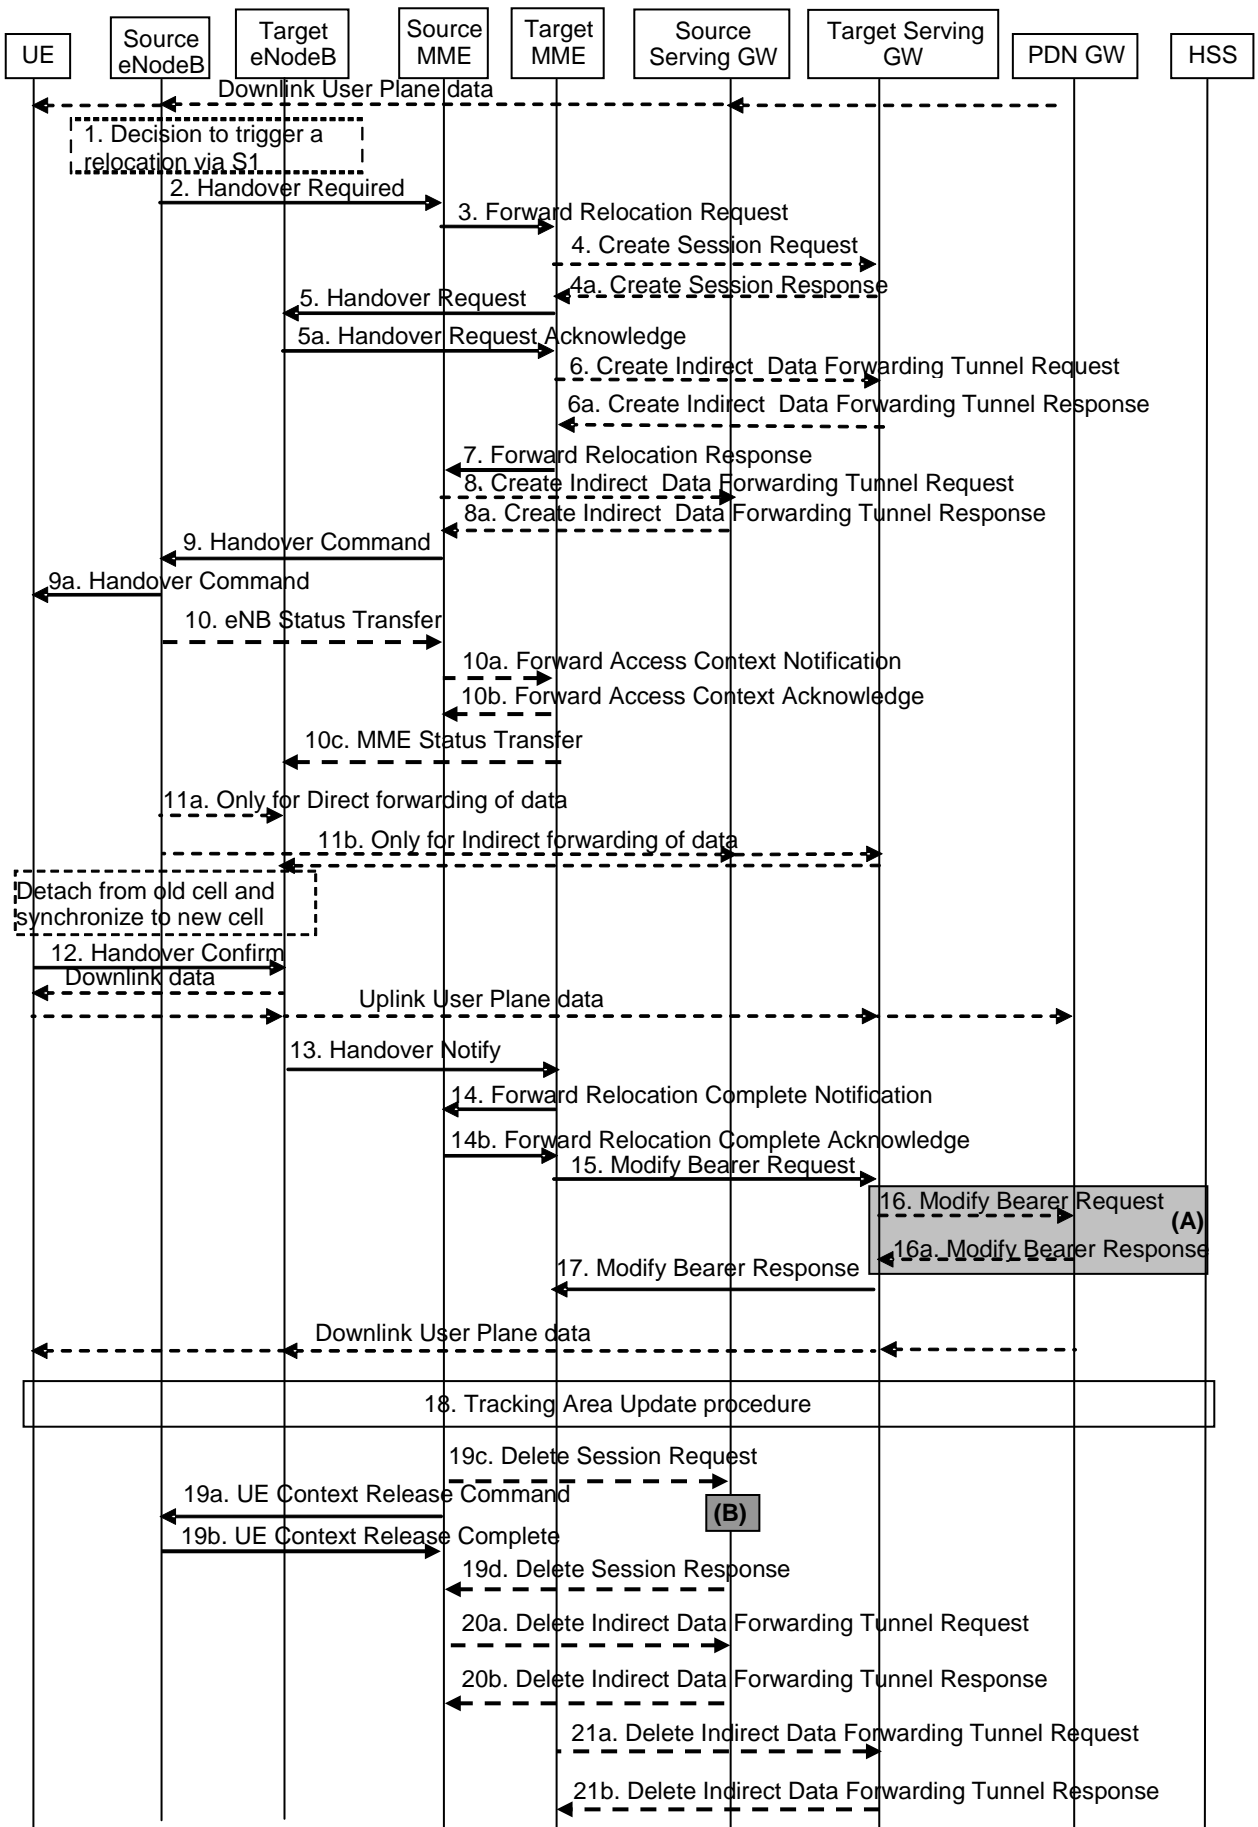 UE
Source
eNodeB
Target
eNodeB
Source
MME
Target
MME
Source
Serving GW
Target Serving
GW
PDN GW
HSS
Downlink User Plane data
1. Decision to trigger a
relocation via S1
2. Handover Required
3. Forward Relocation Request
4. Create Session Request
4a. Create Session Response
5. Handover Request
5a. Handover Request Acknowledge
6. Create Indirect Data Forwarding Tunnel Request
6a. Create Indirect Data Forwarding Tunnel Response
7. Forward Relocation Response
8. Create Indirect Data Forwarding Tunnel Request
8a. Create Indirect Data Forwarding Tunnel Response
9. Handover Command
9a. Handover Command
10. eNB Status Transfer
10a. Forward Access Context Notification
10b. Forward Access Context Acknowledge
10c. MME Status Transfer
11a. Only for Direct forwarding of data
11b. Only for Indirect forwarding of data
Detach from old cell and
synchronize to new cell
12. Handover Confirm
Downlink data
Uplink User Plane data
13. Handover Notify
14. Forward Relocation Complete Notification
14b. Forward Relocation Complete Acknowledge
15. Modify Bearer Request
16. Modify Bearer Request
(A)
16a. Modify Bearer Response
17. Modify Bearer Response
Downlink User Plane data
18. Tracking Area Update procedure
19c. Delete Session Request
19a. UE Context Release Command
(B)
19b. UE Context Release Complete
19d. Delete Session Response
20a. Delete Indirect Data Forwarding Tunnel Request
20b. Delete Indirect Data Forwarding Tunnel Response
21a. Delete Indirect Data Forwarding Tunnel Request
21b. Delete Indirect Data Forwarding Tunnel Response